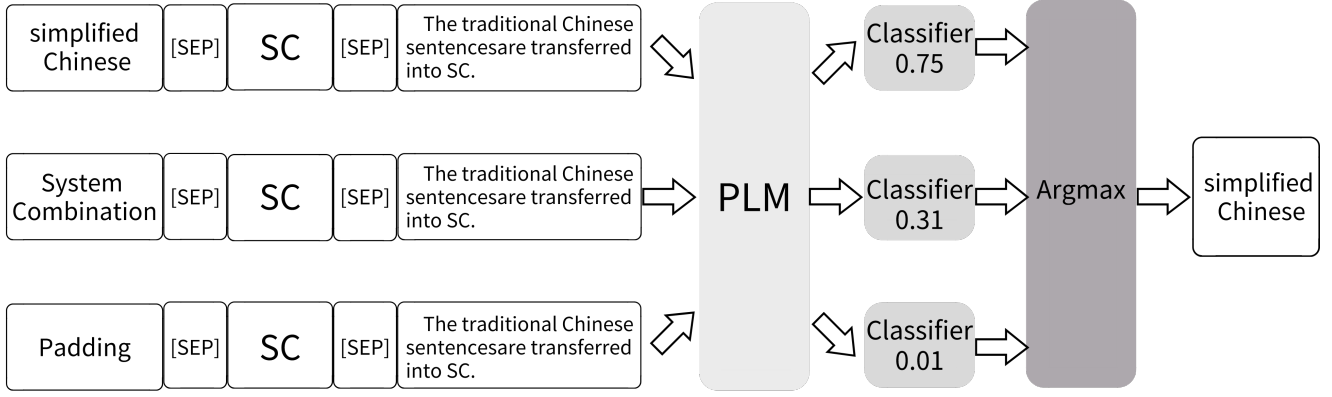 simplified
Chinese
[SEP]
SC
[SEP]
The traditional Chinese
sentencesare transferred
into SC.
Classifier
0.75
System
Combination
[SEP]
SC
[SEP]
The traditional Chinese
sentencesare transferred
into SC.
PLM
Classifier
0.31
Argmax
simplified
Chinese
Padding
[SEP]
SC
[SEP]
The traditional Chinese
sentencesare transferred
into SC.
Classifier
0.01